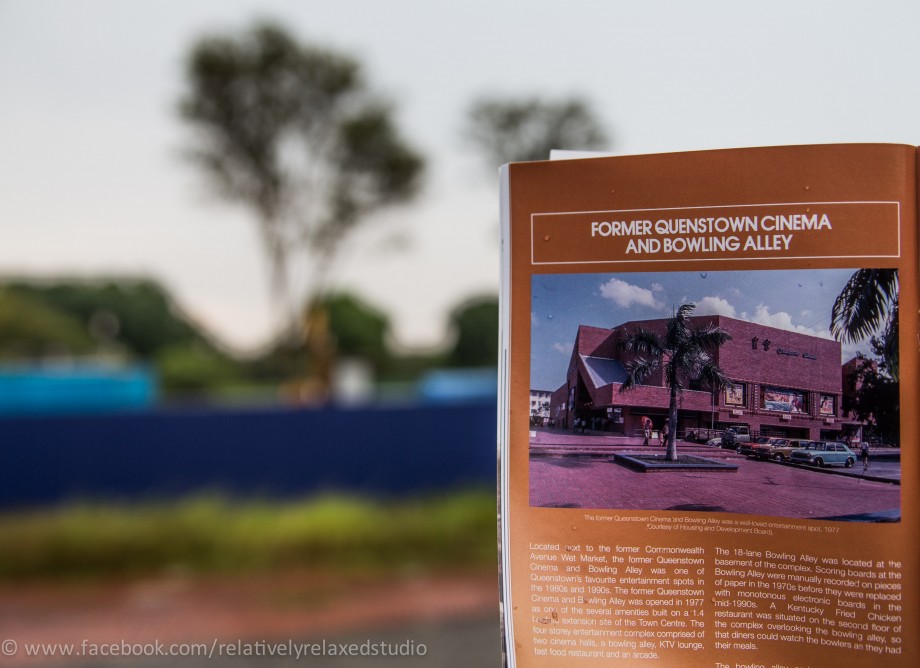 FORMER QUENSTOWN CINEMA
AND BOWLING ALLEY
The former Queenstown Cinema and Bowling Alley was a well-loved entertainment spot, 1977
(Courtesy of Housing and Development Board).
Located next to the former Commonwealth
Avenue Wet Market, the former Queenstown
Cinema and Bowling Alley was one of
Queenstown's favourite entertainment spots in
the 1980s and 1990s. The former Queenstown
Cinema and Bowling Alley was opened in 1977
as one of the several amenities built on a 1.4
extension site of the Town Centre. The
four storey entertainment complex comprised of
two cinema halls, a bowling alley, KTV lounge,
fast food restaurant and an arcade.
The 18-lane Bowling Alley was located at the
basement of the complex. Scoring boards at the
Bowling Alley were manually recorded on pieces
of paper in the 1970s before they were replaced
with monotonous electronic boards in the
mid-1990s. A Kentucky Fried Chicken
restaurant was situated on the second floor of
the complex overlooking the bowling alley, so
that diners could watch the bowlers as they had
their meals.
The bowling alley
© www.facebook.com/relativelyrelaxedstudio